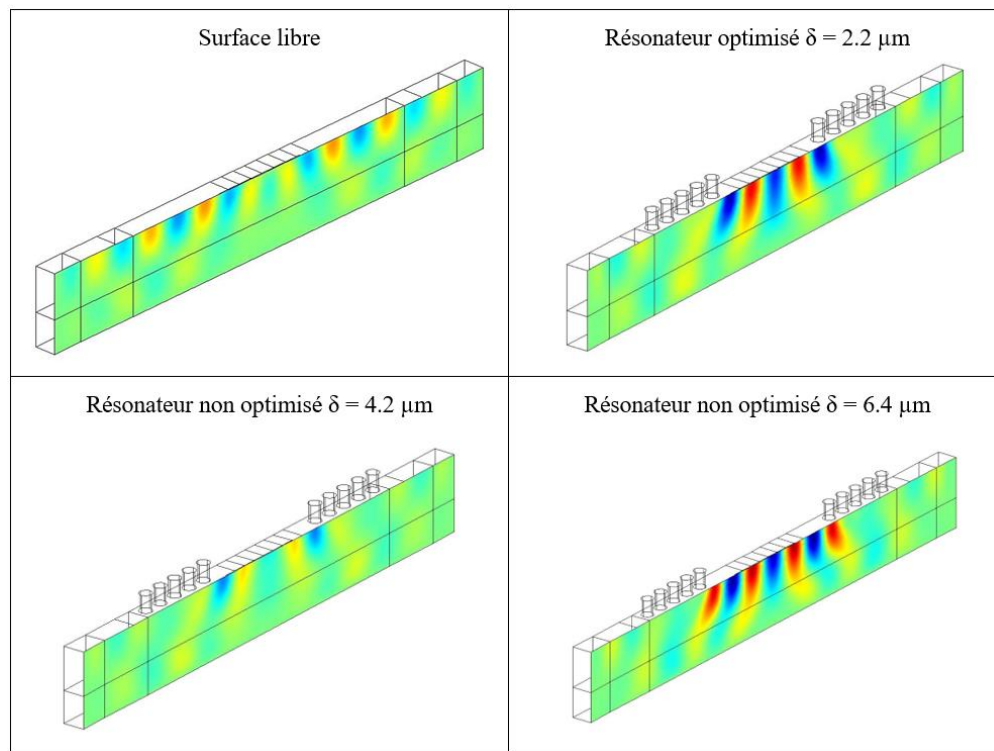 Surface libre
Résonateur optimisé δ = 2.2 µm
Résonateur non optimisé δ = 4.2 µm
Résonateur non optimisé δ = 6.4 µm